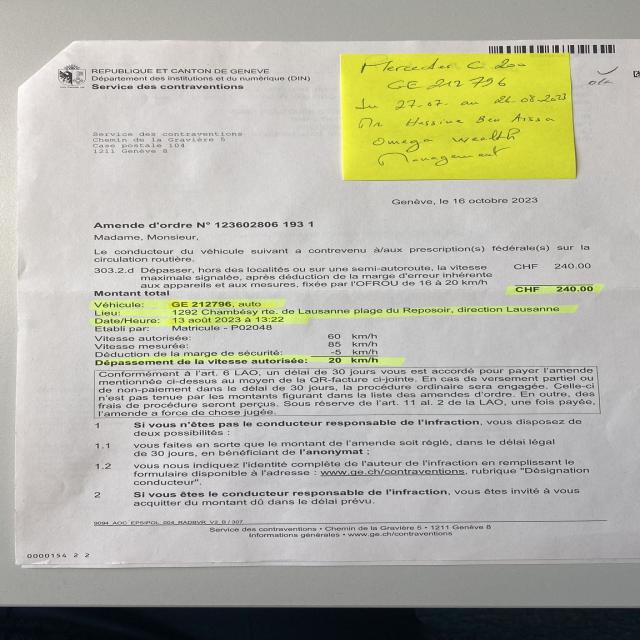 REPUBLIQUE ET CANTON DE GENEVE
Département des institutions et du numérique (DIN)
Service des contraventions
Mercedes C 200
GE 212 796
Du 27.07. au 26.08.2023
Mr Hassine Ben Aissa
Omega Wealth
Management
Service des contraventions
Chemin de la Gravière 5
Case postale 104
1211 Genève 8
Genève, le 16 octobre 2023
Amende d'ordre N° 123602806 193 1
Madame, Monsieur,
Le conducteur du véhicule suivant a contrevenu à/aux prescription(s) fédérale(s) sur la
circulation routière.
303.2.d Dépasser, hors des localités ou sur une semi-autoroute, la vitesse CHF 240.00
maximale signalée, après déduction de la marge d'erreur inhérente
aux appareils et aux mesures, fixée par l'OFROU de 16 à 20 km/h
Montant total CHF 240.00
Véhicule: GE 212796, auto
Lieu: 1292 Chambésy rte. de Lausanne plage du Reposoir, direction Lausanne
Date/Heure: 13 août 2023 à 13:22
Etabli par: Matricule - P02048
Vitesse autorisée: 60 km/h
Vitesse mesurée: 85 km/h
Déduction de la marge de sécurité: -5 km/h
Dépassement de la vitesse autorisée: 20 km/h
Conformément à l'art. 6 LAO, un délai de 30 jours vous est accordé pour payer l'amende
mentionnée ci-dessus au moyen de la QR-facture ci-jointe. En cas de versement partiel ou
de non-paiement dans le délai de 30 jours, la procédure ordinaire sera engagée. Celle-ci
n'est pas tenue par les montants figurant dans la liste des amendes d'ordre. En outre, des
frais de procédure seront perçus. Sous réserve de l'art. 11 al. 2 de la LAO, une fois payée,
l'amende a force de chose jugée.
1 Si vous n'êtes pas le conducteur responsable de l'infraction, vous disposez de
deux possibilités :
1.1 vous faites en sorte que le montant de l'amende soit réglé, dans le délai légal
de 30 jours, en bénéficiant de l'anonymat ;
1.2 vous nous indiquez l'identité complète de l'auteur de l'infraction en remplissant le
formulaire disponible à l'adresse : www.ge.ch/contraventions, rubrique "Désignation
conducteur".
2 Si vous êtes le conducteur responsable de l'infraction, vous êtes invité à vous
acquitter du montant dû dans le délai prévu.
Service des contraventions • Chemin de la Gravière 5 • 1211 Genève 8
Informations générales • www.ge.ch/contraventions
0000154 2 2